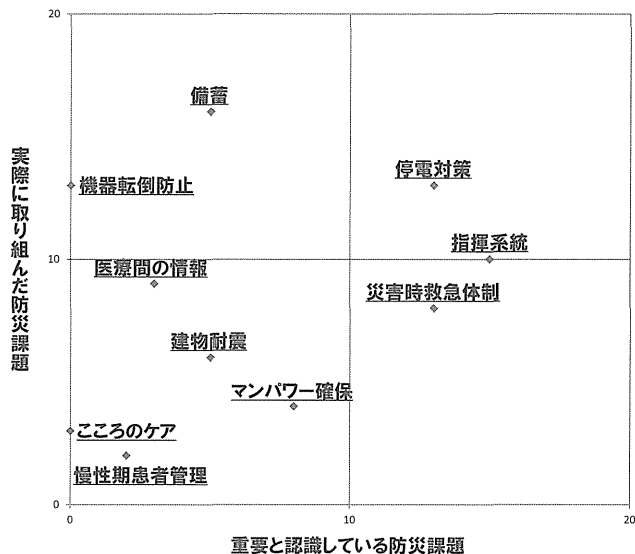 20
備蓄
停電対策
機器転倒防止
指揮系統
10
医療間の情報
災害時救急体制
建物耐震
マンパワー確保
こころのケア
慢性期患者管理
0
0
10
20
実際に取り組んだ防災課題
重要と認識している防災課題